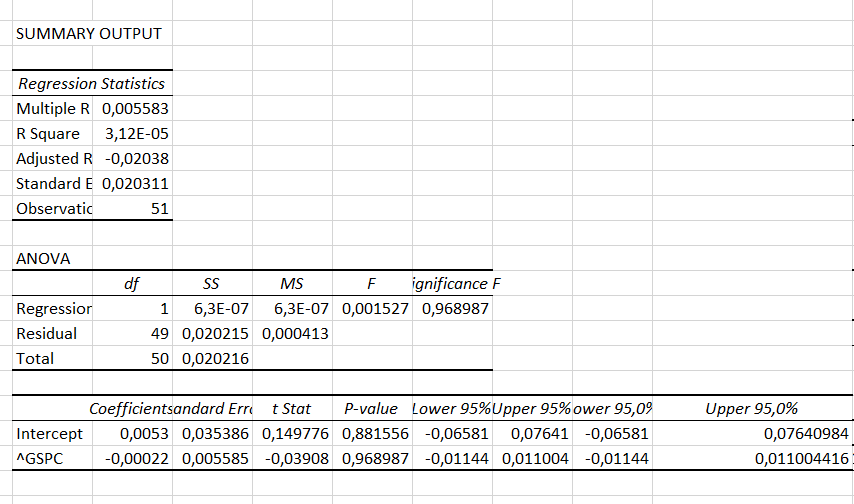 SUMMARY OUTPUT
Regression Statistics
Multiple R 0,005583
R Square 3,12E-05
Adjusted R -0,02038
Standard E 0,020311
Observatic 51
ANOVA
df SS MS F ignificance F
Regression 1 6,3E-07 6,3E-07 0,001527 0,968987
Residual 49 0,020215 0,000413
Total 50 0,020216
Coefficients andard Erro t Stat P-value Lower 95% Upper 95% ower 95,0% Upper 95,0%
Intercept 0,0053 0,035386 0,149776 0,881556 -0,06581 0,07641 -0,06581 0,07640984
^GSPC -0,00022 0,005585 -0,03908 0,968987 -0,01144 0,011004 -0,01144 0,011004416